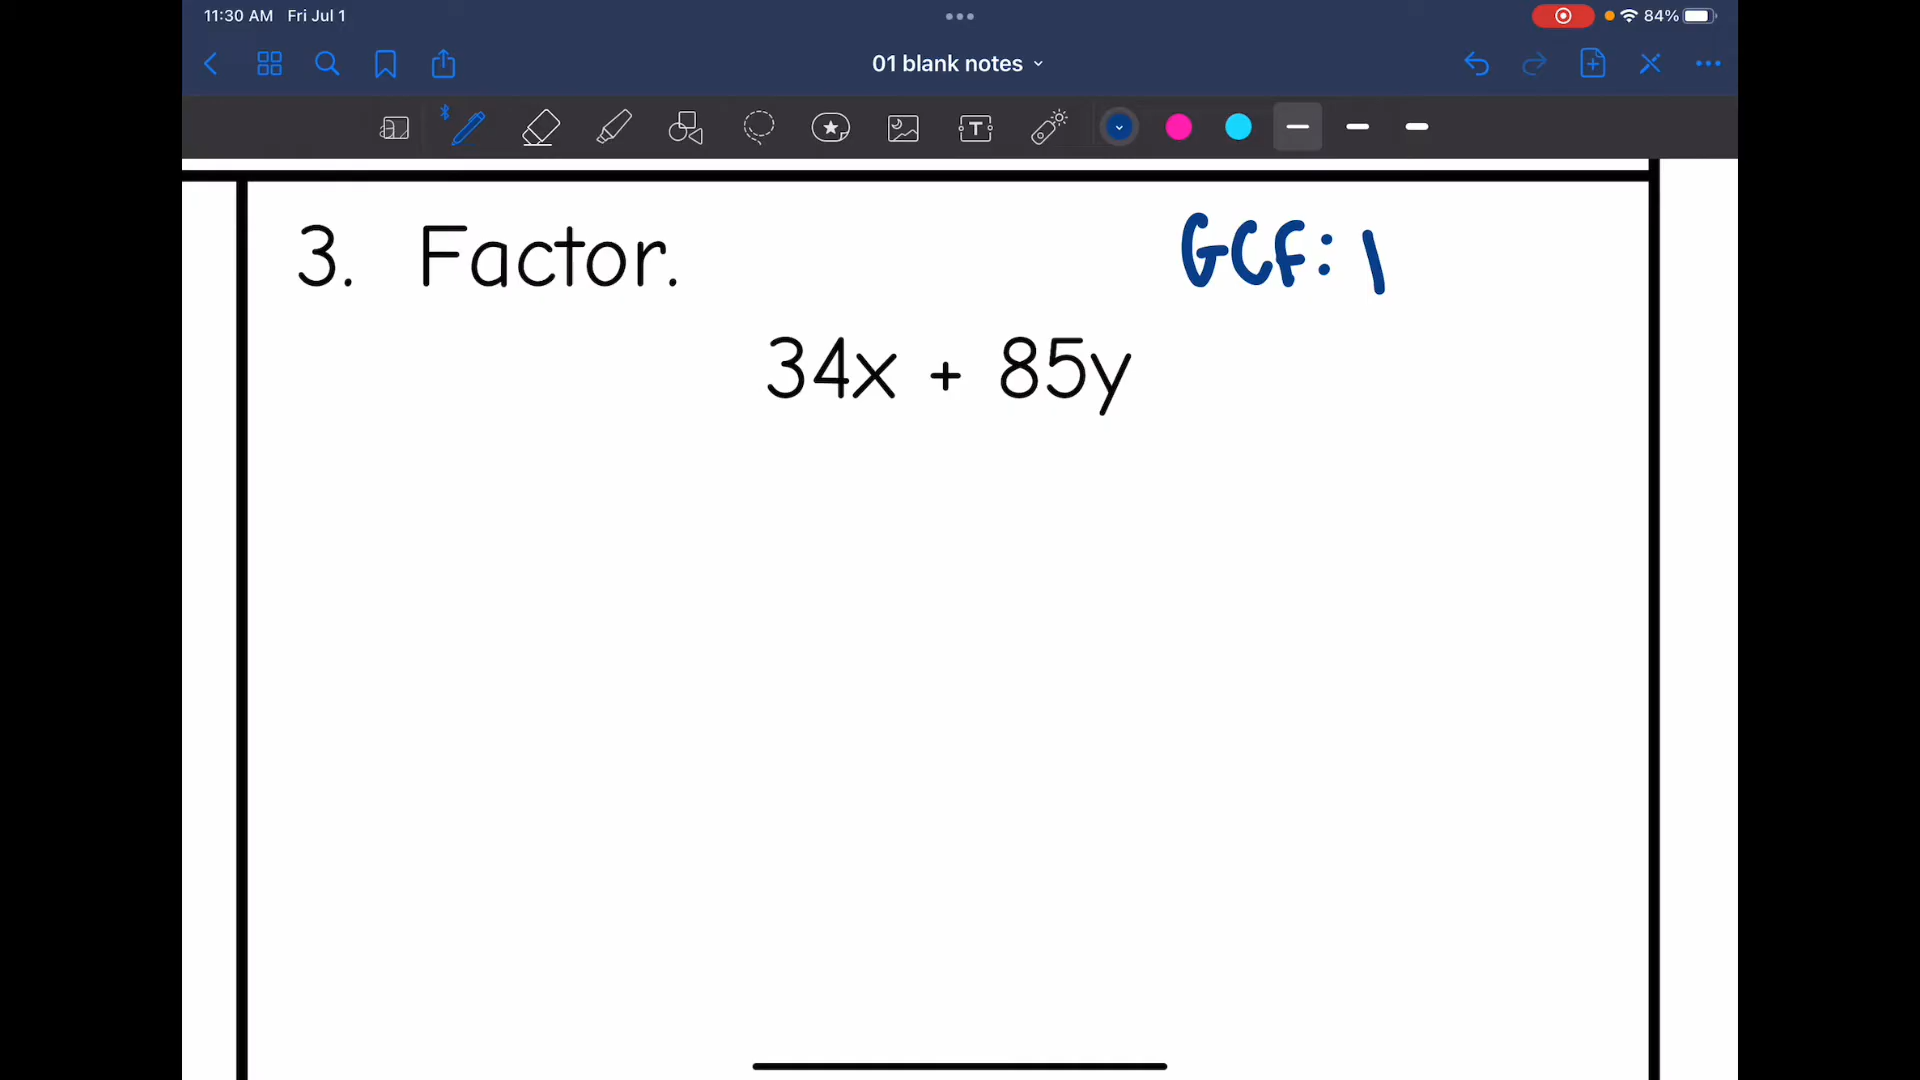 11:30 AM Fri Jul 1
84%
01 blank notes
3. Factor.
GCF: 1
34x + 85y